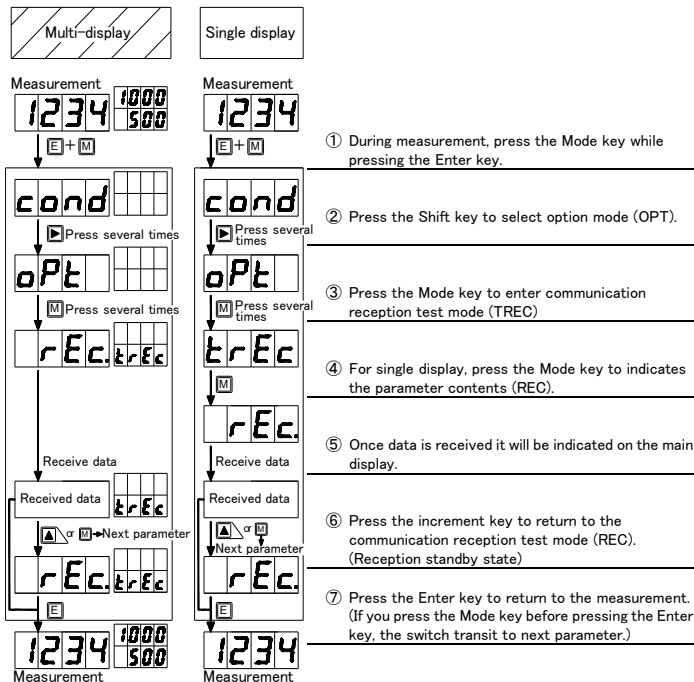 Multi-display
Single display
Measurement
Measurement
1234
1000
500
1234
E+M
E+M
① During measurement, press the Mode key while
pressing the Enter key.
cond
cond
② Press the Shift key to select option mode (OPT).
▶ Press several times
▶ Press several
times
oPt
oPt
③ Press the Mode key to enter communication
reception test mode (TREC)
M Press several times
M Press several
times
rEc.
trEc
trEc
④ For single display, press the Mode key to indicates
the parameter contents (REC).
M
rEc.
⑤ Once data is received it will be indicated on the main
display.
Receive data
Receive data
Received data
trEc
Received data
⑥ Press the increment key to return to the
communication reception test mode (REC).
(Reception standby state)
▲ or M→Next parameter
▲ or M
Next parameter
rEc.
trEc
rEc.
⑦ Press the Enter key to return to the measurement.
(If you press the Mode key before pressing the Enter
key, the switch transit to next parameter.)
E
E
1234
1000
500
1234
Measurement
Measurement